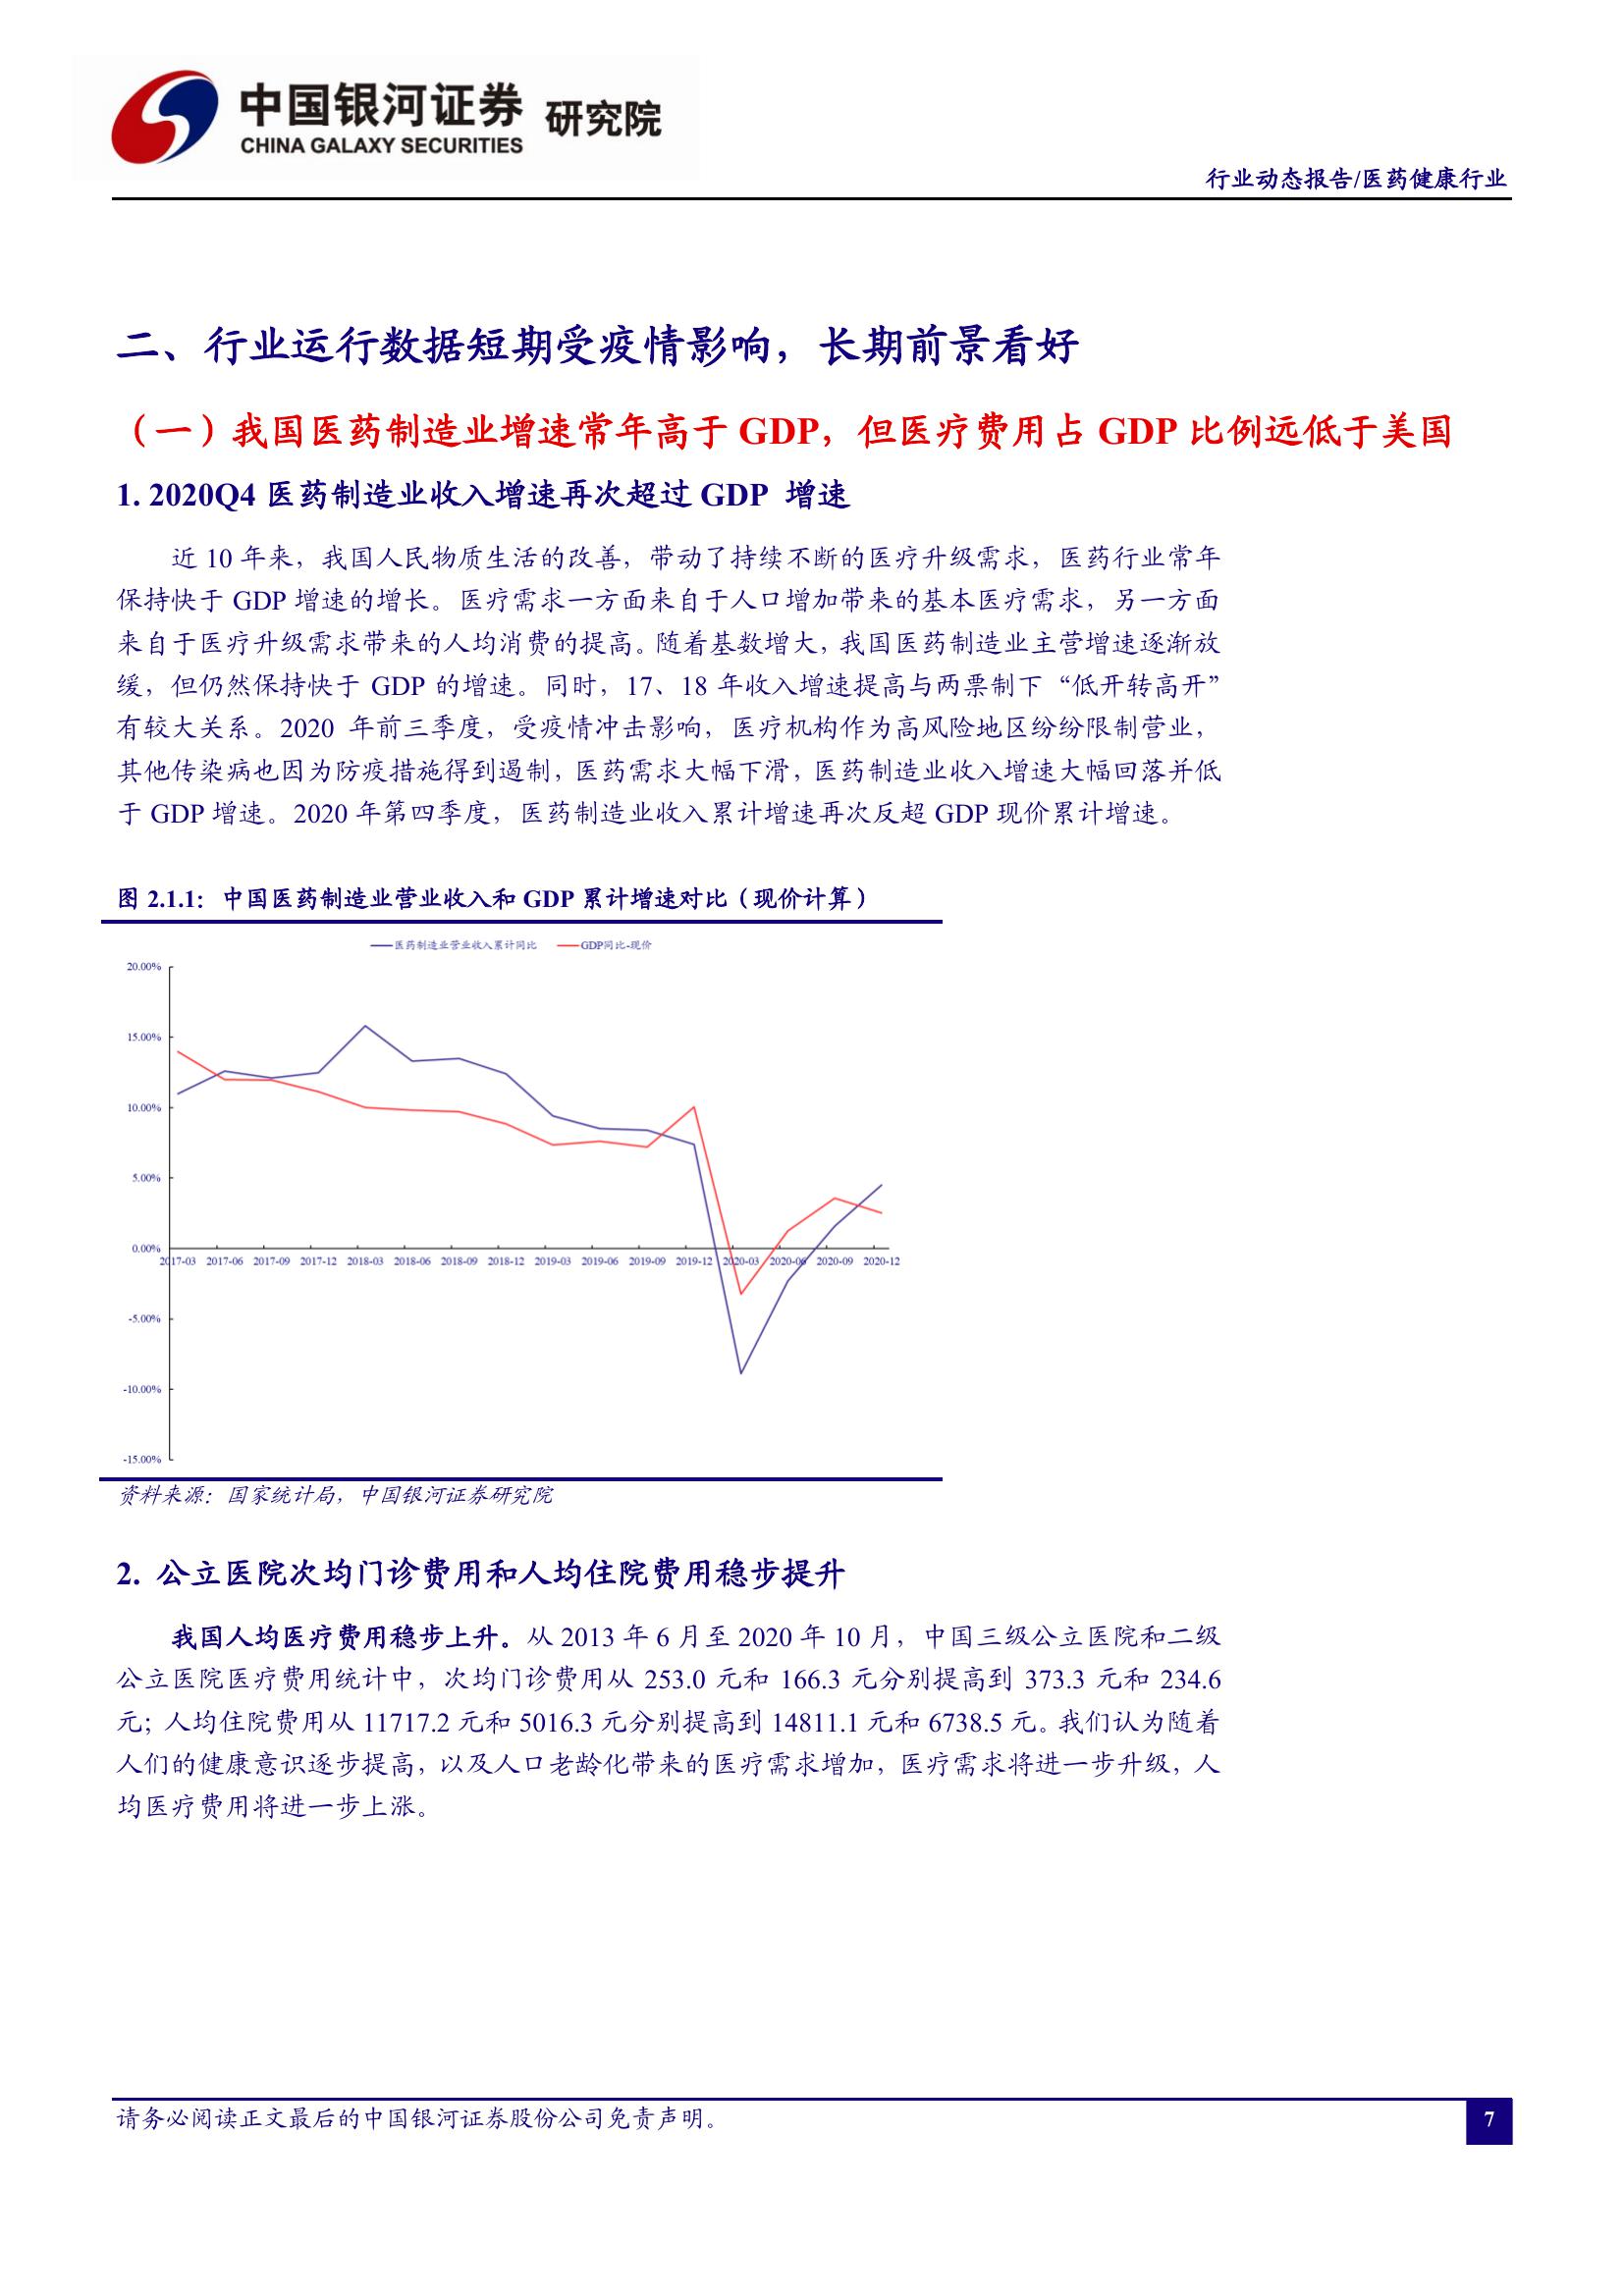 中国银河证券 研究院
CHINA GALAXY SECURITIES
行业动态报告/医药健康行业
二、行业运行数据短期受疫情影响，长期前景看好
（一）我国医药制造业增速常年高于 GDP，但医疗费用占 GDP 比例远低于美国
1. 2020Q4 医药制造业收入增速再次超过 GDP 增速
近 10 年来，我国人民物质生活的改善，带动了持续不断的医疗升级需求，医药行业常年
保持快于 GDP 增速的增长。医疗需求一方面来自于人口增加带来的基本医疗需求，另一方面
来自于医疗升级需求带来的人均消费的提高。随着基数增大，我国医药制造业主营增速逐渐放
缓，但仍然保持快于 GDP 的增速。同时，17、18 年收入增速提高与两票制下“低开转高开”
有较大关系。2020 年前三季度，受疫情冲击影响，医疗机构作为高风险地区纷纷限制营业，
其他传染病也因为防疫措施得到遏制，医药需求大幅下滑，医药制造业收入增速大幅回落并低
于 GDP 增速。2020 年第四季度，医药制造业收入累计增速再次反超 GDP 现价累计增速。
图 2.1.1：中国医药制造业营业收入和 GDP 累计增速对比（现价计算）
医药制造业营业收入累计同比 GDP同比-现价
20.00%
15.00%
10.00%
5.00%
0.00%
2017-03 2017-06 2017-09 2017-12 2018-03 2018-06 2018-09 2018-12 2019-03 2019-06 2019-09 2019-12 2020-03 2020-06 2020-09 2020-12
-5.00%
-10.00%
-15.00%
资料来源：国家统计局，中国银河证券研究院
2. 公立医院次均门诊费用和人均住院费用稳步提升
我国人均医疗费用稳步上升。从 2013 年 6 月至 2020 年 10 月，中国三级公立医院和二级
公立医院医疗费用统计中，次均门诊费用从 253.0 元和 166.3 元分别提高到 373.3 元和 234.6
元；人均住院费用从 11717.2 元和 5016.3 元分别提高到 14811.1 元和 6738.5 元。我们认为随着
人们的健康意识逐步提高，以及人口老龄化带来的医疗需求增加，医疗需求将进一步升级，人
均医疗费用将进一步上涨。
请务必阅读正文最后的中国银河证券股份公司免责声明。
7